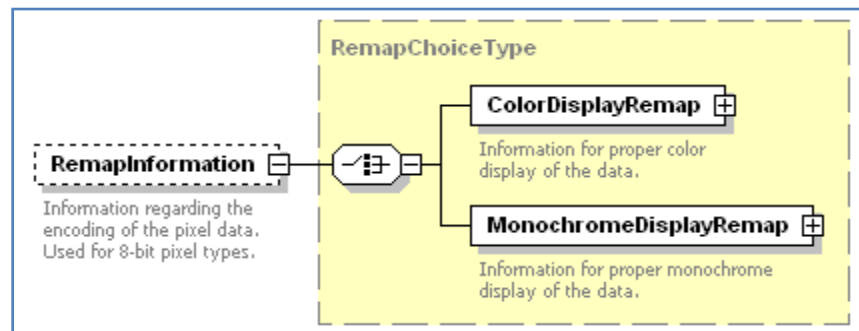 RemapChoiceType
ColorDisplayRemap
Information for proper color
display of the data.
RemapInformation
Information regarding the
encoding of the pixel data.
Used for 8-bit pixel types.
MonochromeDisplayRemap
Information for proper monochrome
display of the data.